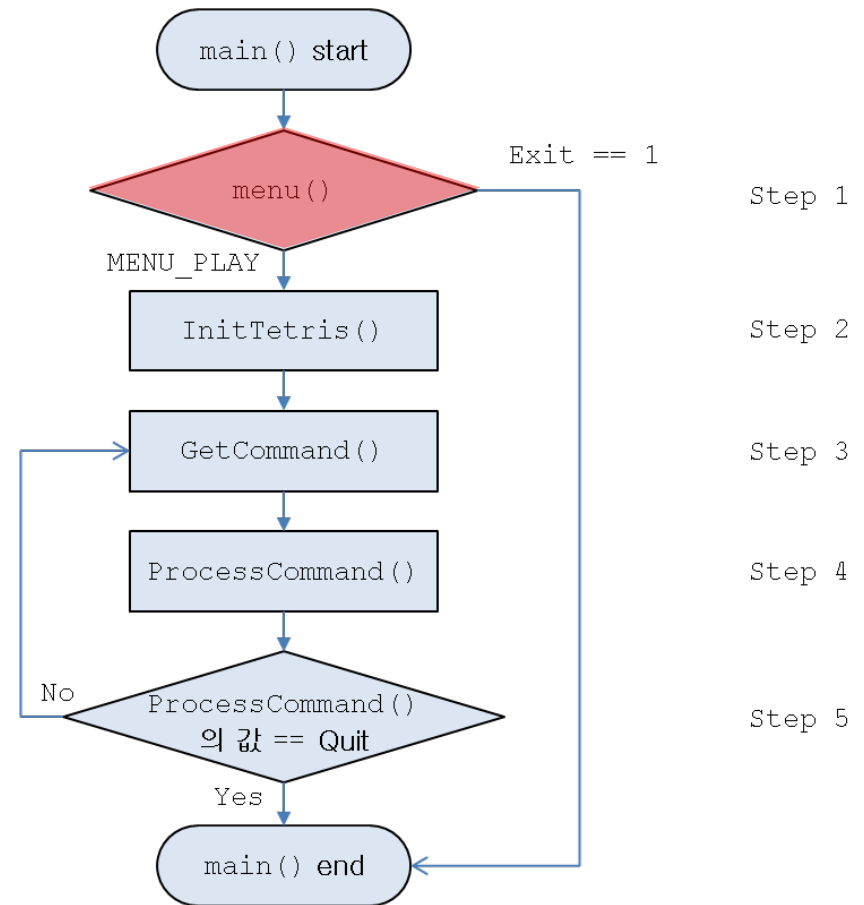 main() start
Exit == 1
menu()
Step 1
MENU_PLAY
InitTetris()
Step 2
GetCommand()
Step 3
ProcessCommand()
Step 4
No
ProcessCommand()
의 값 == Quit
Step 5
Yes
main() end